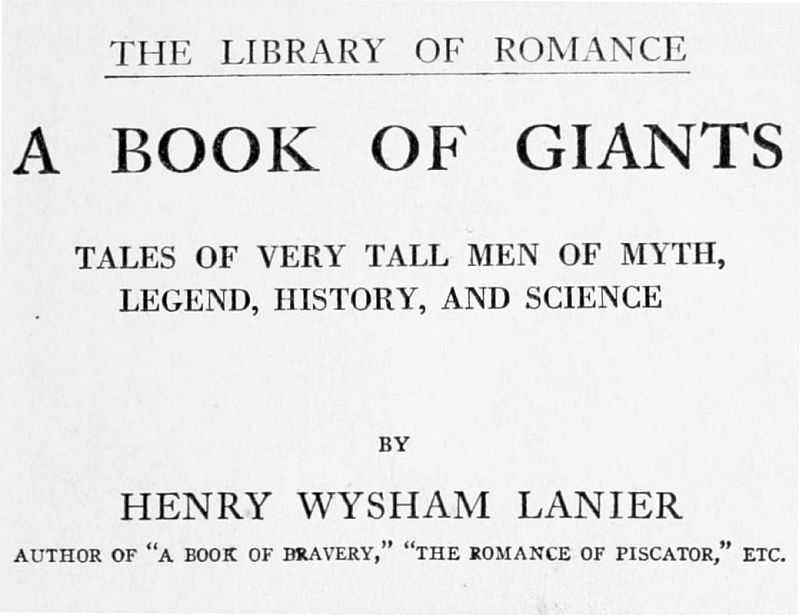 THE LIBRARY OF ROMANCE
A BOOK OF GIANTS
TALES OF VERY TALL MEN OF MYTH,
LEGEND, HISTORY, AND SCIENCE
BY
HENRY WYSHAM LANIER
AUTHOR OF "A BOOK OF BRAVERY," "THE ROMANCE OF PISCATOR," ETC.